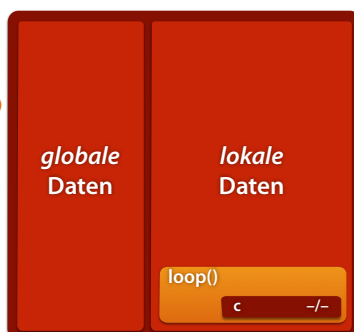 globale
Daten
lokale
Daten
loop()
c –/–